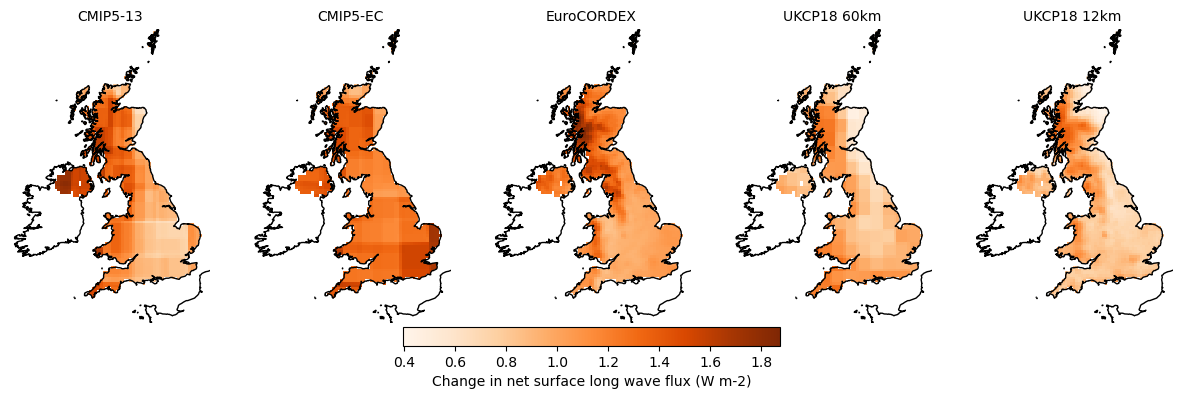 CMIP5-13 CMIP5-EC EuroCORDEX UKCP18 60km UKCP18 12km
0.4 0.6 0.8 1.0 1.2 1.4 1.6 1.8
Change in net surface long wave flux (W m-2)